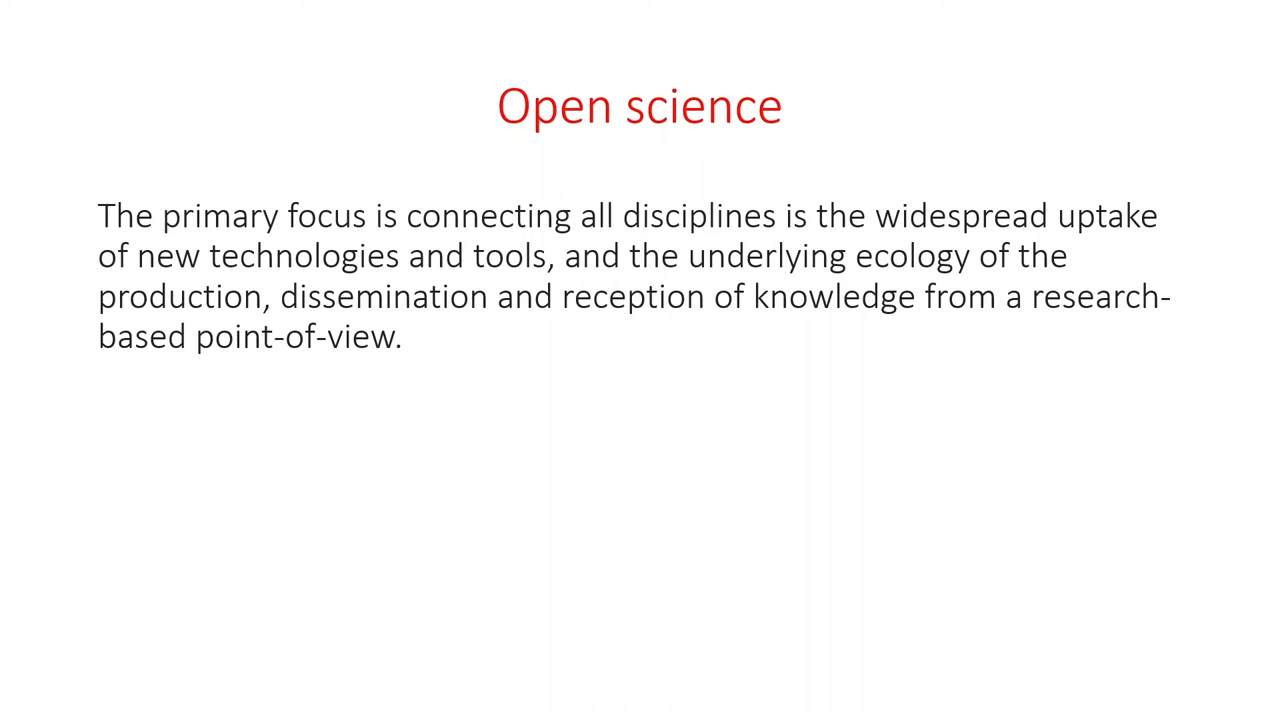 Open science
The primary focus is connecting all disciplines is the widespread uptake
of new technologies and tools, and the underlying ecology of the
production, dissemination and reception of knowledge from a research-
based point-of-view.